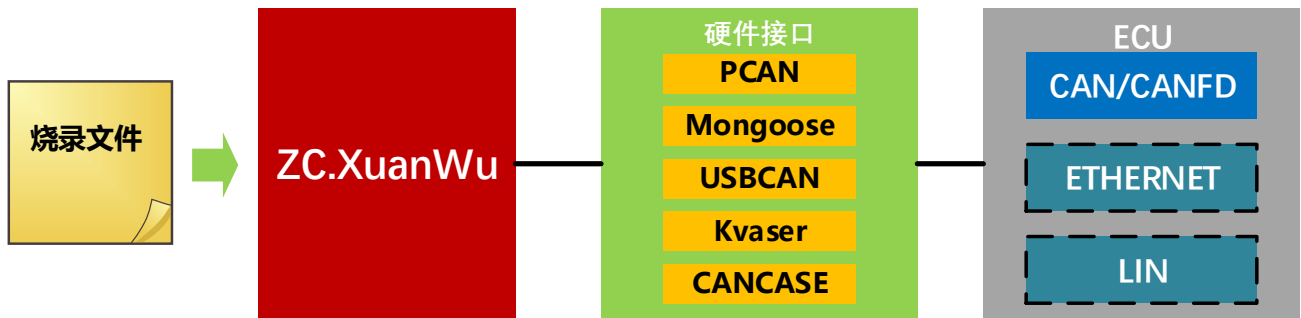 烧录文件
ZC.XuanWu
硬件接口
PCAN
Mongoose
USBCAN
Kvaser
CANCASE
ECU
CAN/CANFD
ETHERNET
LIN